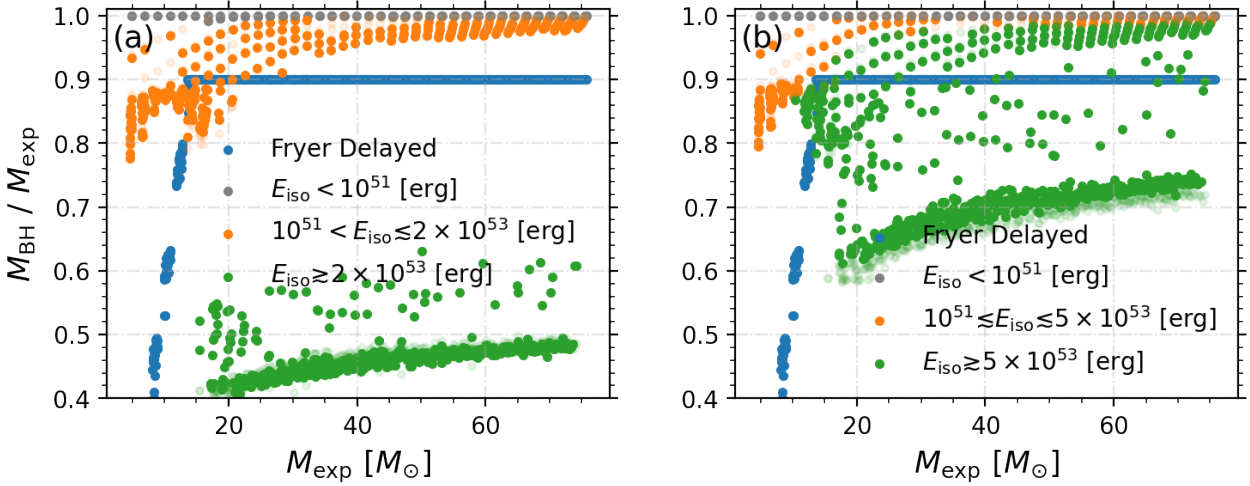 (a)
1.0
0.9
0.8
0.7
0.6
0.5
0.4
M_BH / M_exp
Fryer Delayed
E_iso < 10^51 [erg]
10^51 < E_iso ≲ 2 × 10^53 [erg]
E_iso ≳ 2 × 10^53 [erg]
20
40
60
M_exp [M_⊙]
(b)
1.0
0.9
0.8
0.7
0.6
0.5
0.4
Fryer Delayed
E_iso < 10^51 [erg]
10^51 ≲ E_iso ≲ 5 × 10^53 [erg]
E_iso ≳ 5 × 10^53 [erg]
20
40
60
M_exp [M_⊙]